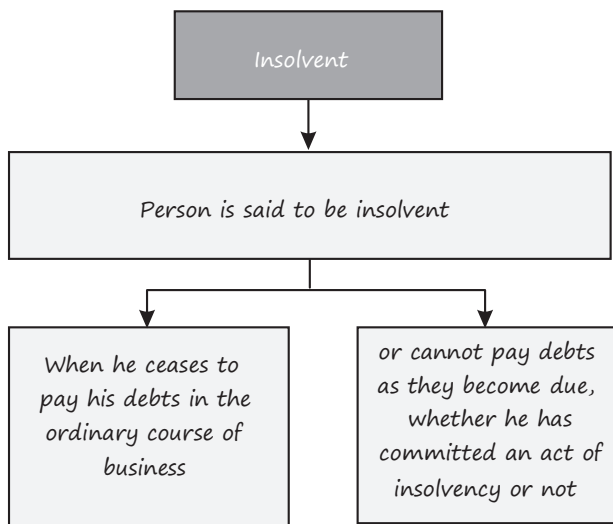 Insolvent
Person is said to be insolvent
When he ceases to
pay his debts in the
ordinary course of
business
or cannot pay debts
as they become due,
whether he has
committed an act of
insolvency or not